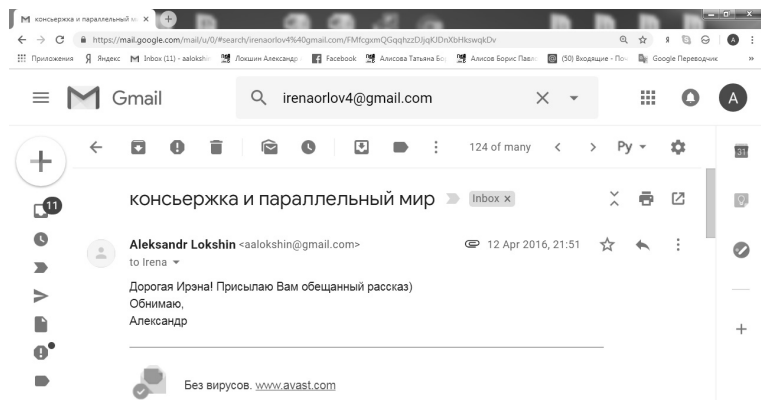 консьержка и параллельный ми
https://mail.google.com/mail/u/0/#search/irenaorlov4%40gmail.com/FMfcgxmQGqqhzzDJjqKJDnXbHkswqkDv
Приложения Яндекс Inbox (11) - aalokshi Локшин Александр Facebook Алисова Татьяна Бо Алисов Борис Павл (50) Входящие - По Google Переводчик »
Gmail irenaorlov4@gmail.com A
124 of many Ру
31
консьержка и параллельный мир Inbox x
11
Aleksandr Lokshin <aalokshin@gmail.com> 12 Apr 2016, 21:51
to Irena
Дорогая Ирэна! Присылаю Вам обещанный рассказ)
Обнимаю,
Александр
Без вирусов. www.avast.com